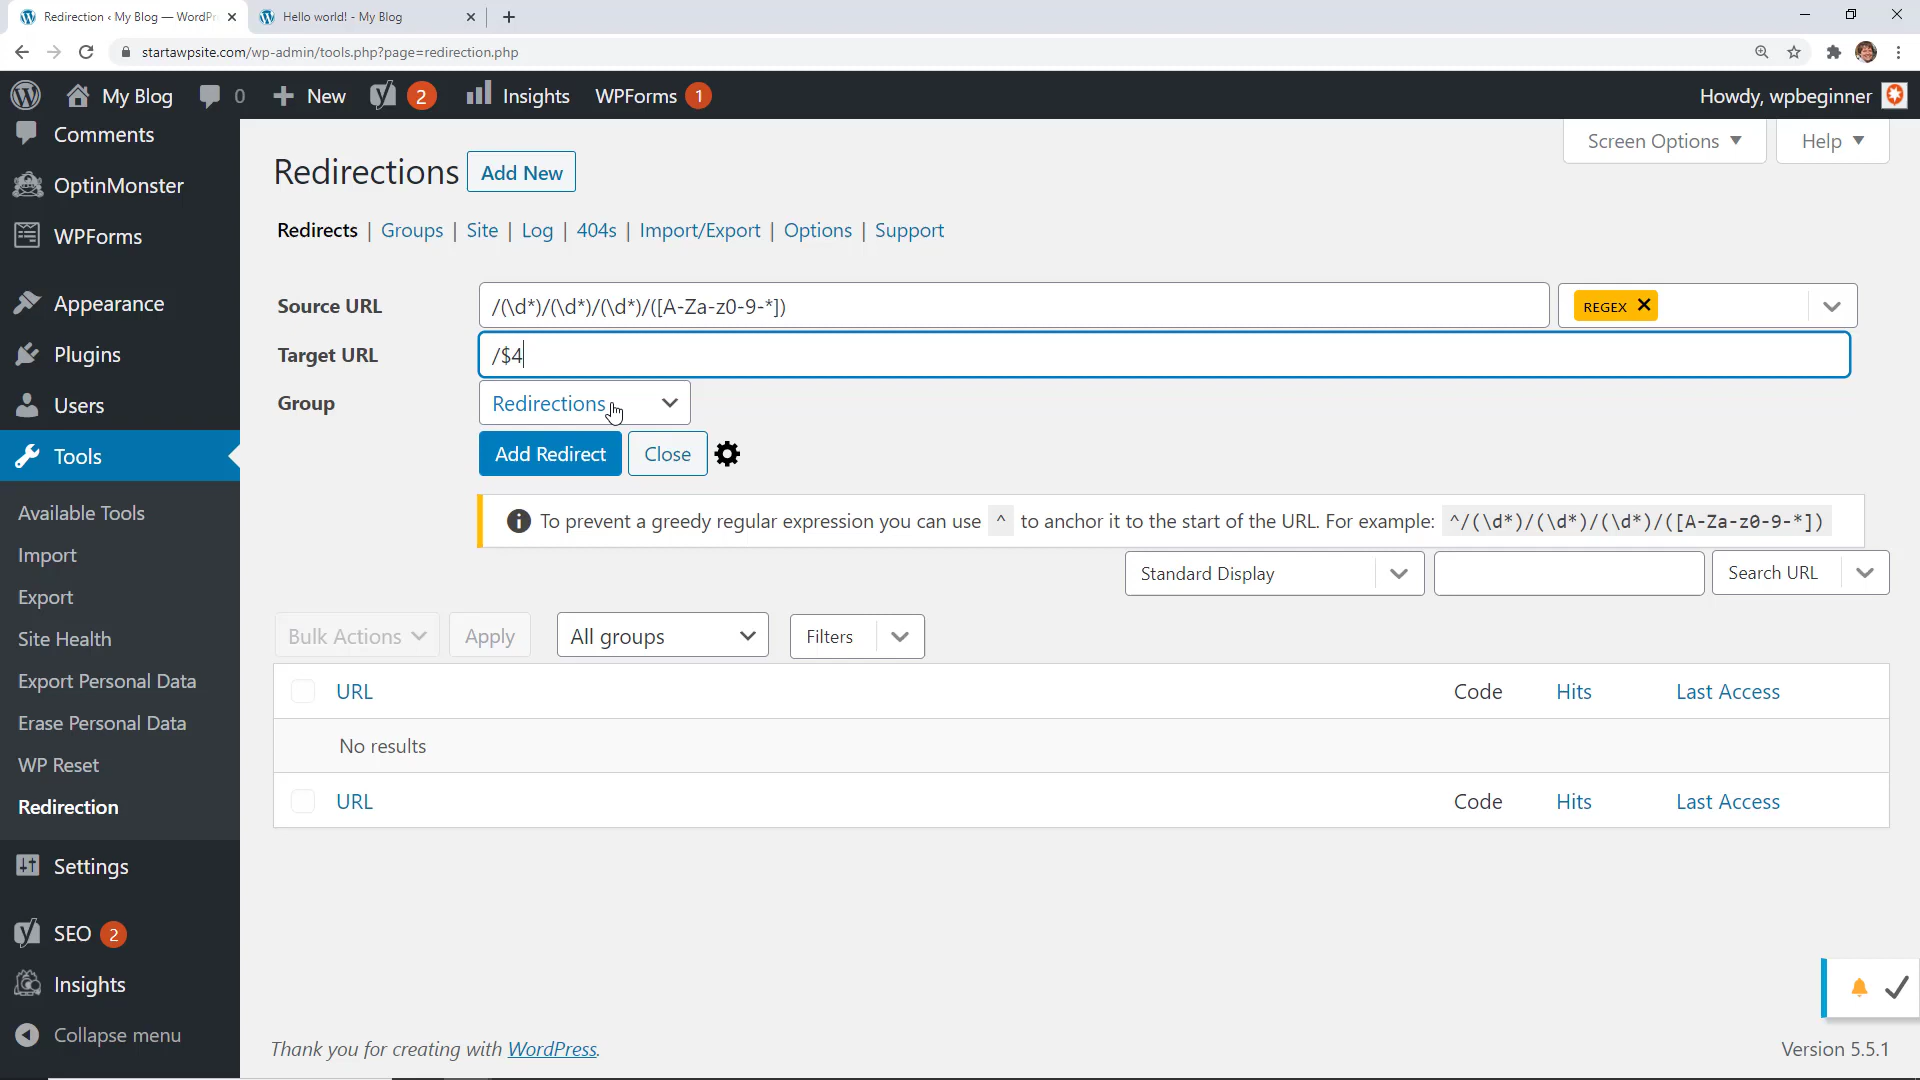 Redirection ‹ My Blog — WordPr
Hello world! - My Blog
startawpsite.com/wp-admin/tools.php?page=redirection.php
My Blog 0 New 2 Insights WPForms 1 Howdy, wpbeginner
Comments
OptinMonster
WPForms
Appearance
Plugins
Users
Tools
Available Tools
Import
Export
Site Health
Export Personal Data
Erase Personal Data
WP Reset
Redirection
Settings
SEO 2
Insights
Collapse menu
Screen Options Help
Redirections Add New
Redirects | Groups | Site | Log | 404s | Import/Export | Options | Support
Source URL /(\d*)/(\d*)/(\d*)/([A-Za-z0-9-*]) REGEX
Target URL /$4
Group Redirections
Add Redirect Close
To prevent a greedy regular expression you can use ^ to anchor it to the start of the URL. For example: ^/(\d*)/(\d*)/(\d*)/([A-Za-z0-9-*])
Standard Display Search URL
Bulk Actions Apply All groups Filters
URL Code Hits Last Access
No results
URL Code Hits Last Access
Thank you for creating with WordPress. Version 5.5.1